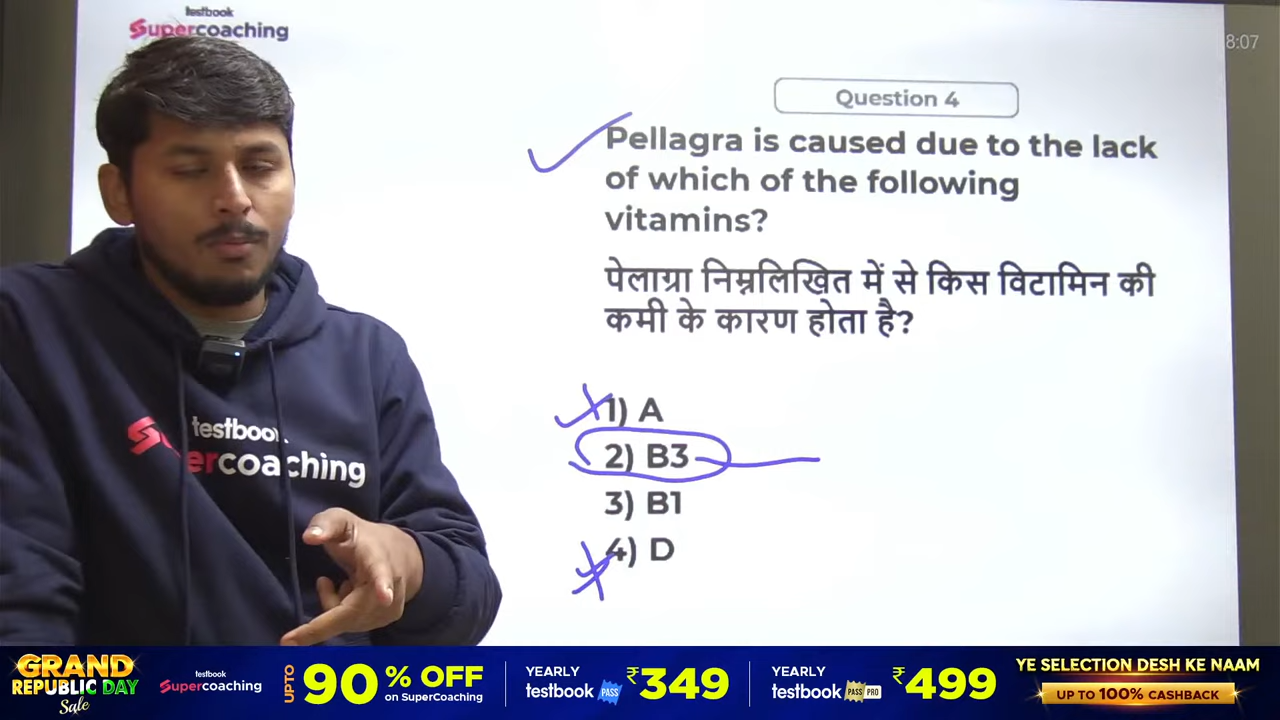 testbook
Supercoaching
8:07
Question 4
Pellagra is caused due to the lack
of which of the following
vitamins?
पेलाग्रा निम्नलिखित में से किस विटामिन की
कमी के कारण होता है?
1) A
2) B3
3) B1
4) D
testbook
Supercoaching
GRAND
REPUBLIC DAY
Sale
testbook
Supercoaching
UPTO 90% OFF
on SuperCoaching
YEARLY
testbook PASS ₹349
YEARLY
testbook PASS PRO ₹499
YE SELECTION DESH KE NAAM
UP TO 100% CASHBACK